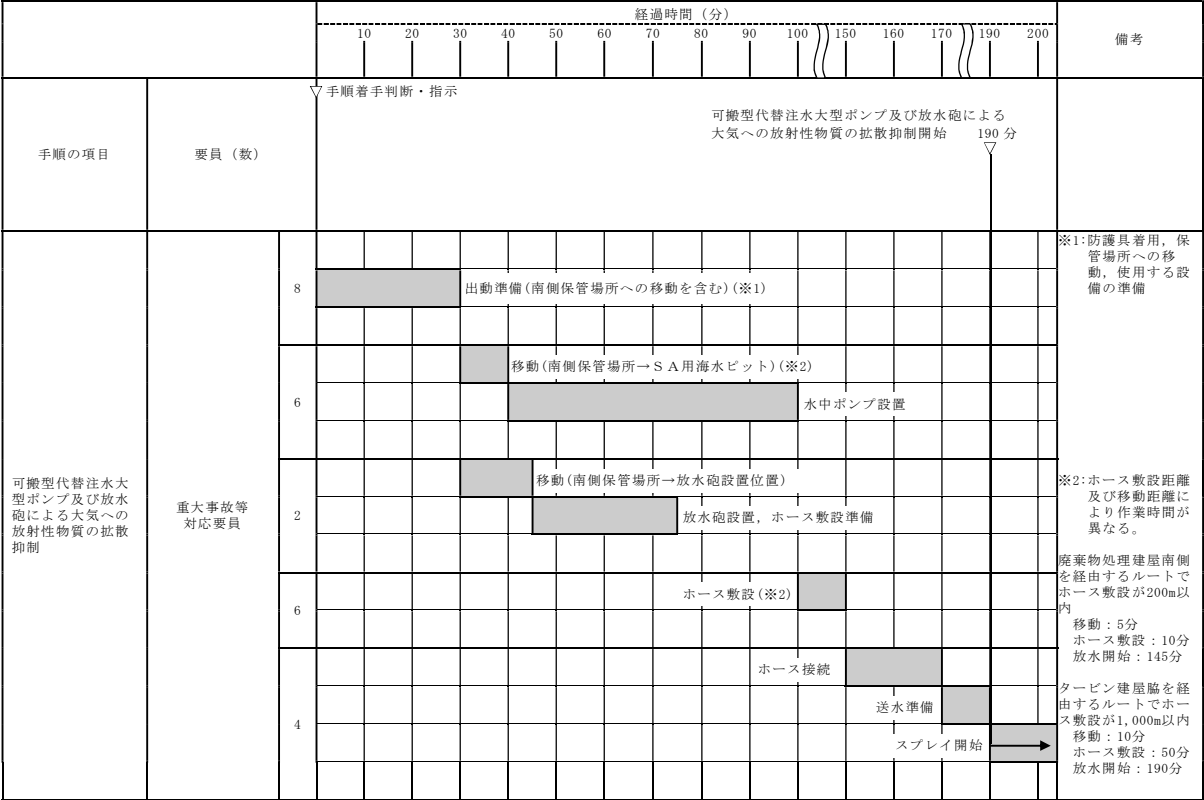 経過時間（分）
10 20 30 40 50 60 70 80 90 100 150 160 170 190 200
備考
手順の項目
要員（数）
▽手順着手判断・指示
可搬型代替注水大型ポンプ及び放水砲による
大気への放射性物質の拡散抑制開始 190 分
▽
可搬型代替注水大
型ポンプ及び放水
砲による大気への
放射性物質の拡散
抑制
重大事故等
対応要員
8
出動準備(南側保管場所への移動を含む)(※1)
6
移動(南側保管場所→ＳＡ用海水ピット)(※2)
水中ポンプ設置
2
移動(南側保管場所→放水砲設置位置)
放水砲設置，ホース敷設準備
6
ホース敷設(※2)
4
ホース接続
送水準備
スプレイ開始
※1:防護具着用，保
管場所への移
動，使用する設
備の準備
※2:ホース敷設距離
及び移動距離に
より作業時間が
異なる。
廃棄物処理建屋南側
を経由するルートで
ホース敷設が200m以
内
移動：5分
ホース敷設：10分
放水開始：145分
タービン建屋脇を経
由するルートでホー
ス敷設が1,000m以内
移動：10分
ホース敷設：50分
放水開始：190分